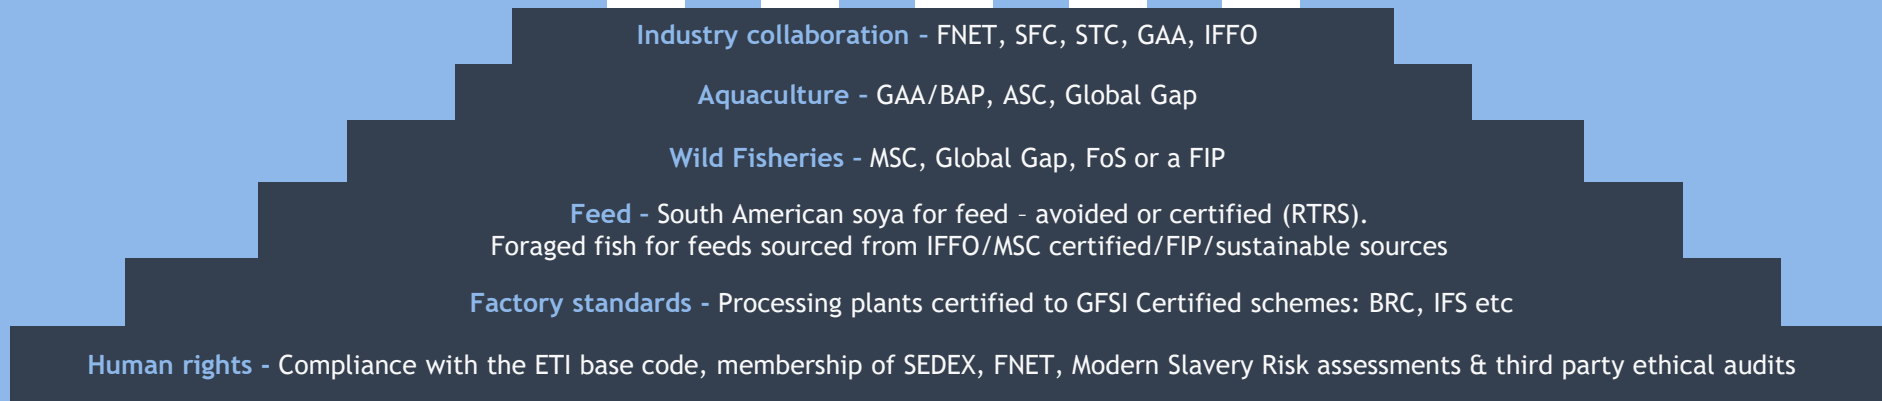 Industry collaboration - FNET, SFC, STC, GAA, IFFO
Aquaculture - GAA/BAP, ASC, Global Gap
Wild Fisheries - MSC, Global Gap, FoS or a FIP
Feed - South American soya for feed - avoided or certified (RTRS).
Foraged fish for feeds sourced from IFFO/MSC certified/FIP/sustainable sources
Factory standards - Processing plants certified to GFSI Certified schemes: BRC, IFS etc
Human rights - Compliance with the ETI base code, membership of SEDEX, FNET, Modern Slavery Risk assessments & third party ethical audits